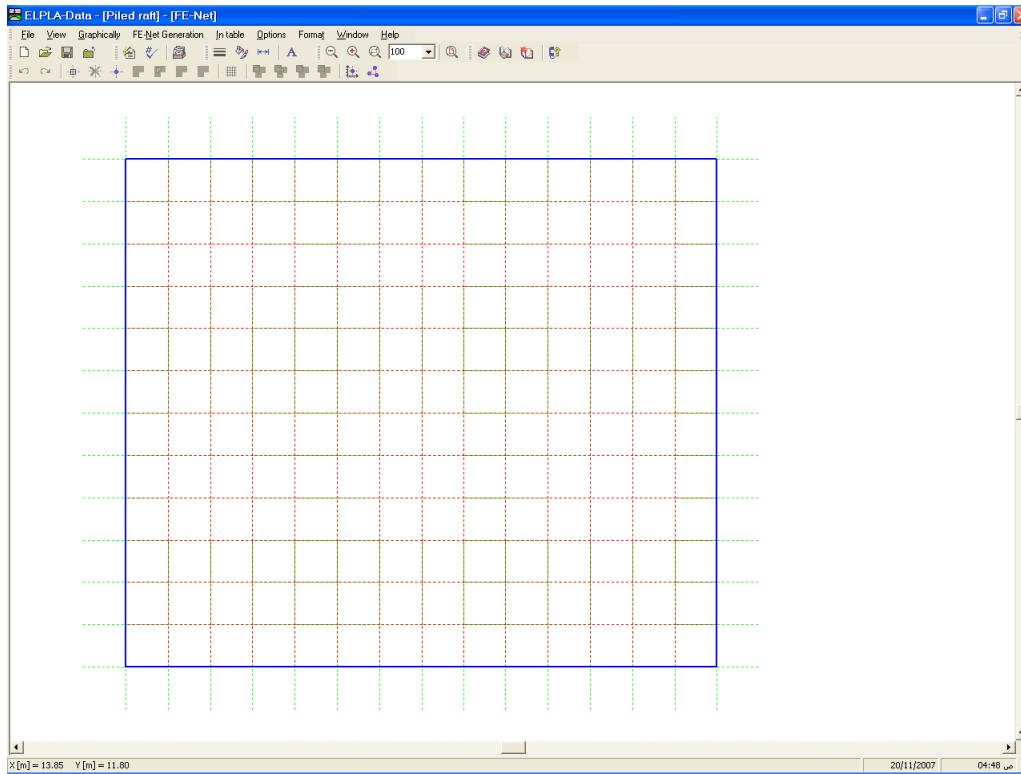 ELPLA-Data - [Piled raft] - [FE-Net]
File View Graphically FE-Net Generation In table Options Format Window Help
100
X [m] = 13.85 Y [m] = 11.80 20/11/2007 04:48 ص